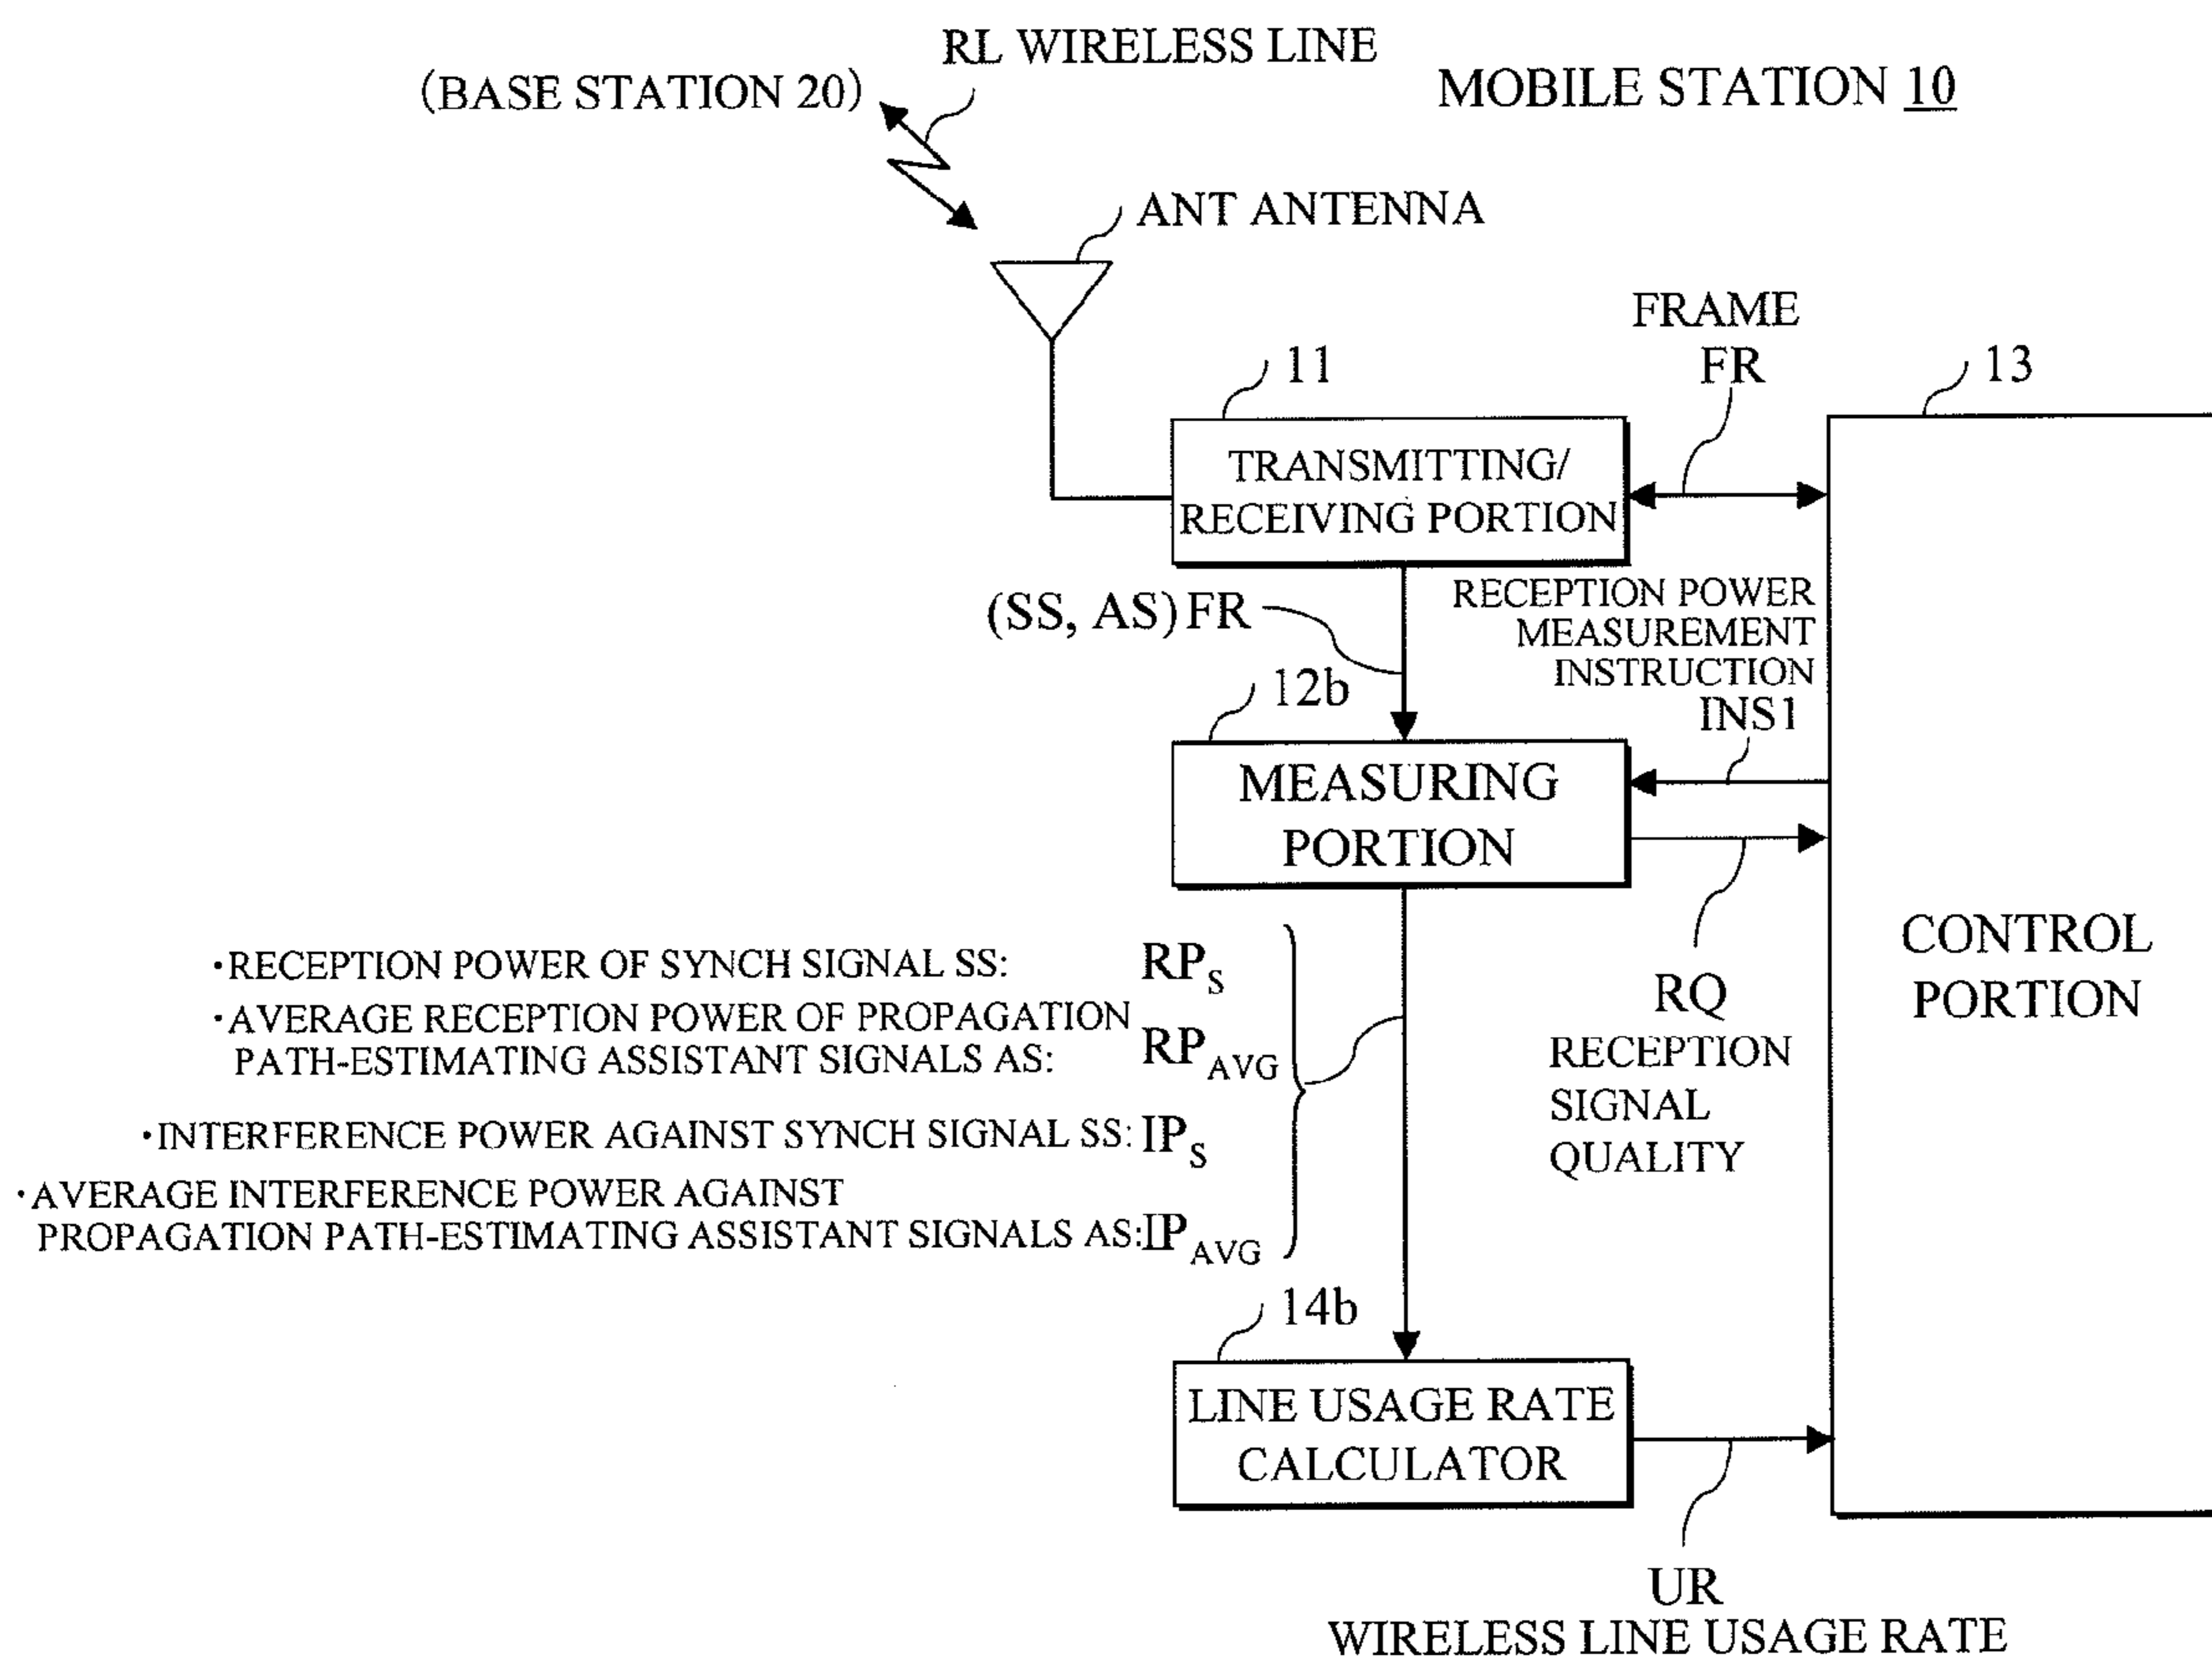 RL WIRELESS LINE
(BASE STATION 20)
MOBILE STATION 10
ANT ANTENNA
FRAME
FR
11
13
TRANSMITTING/
RECEIVING PORTION
(SS, AS)FR
RECEPTION POWER
MEASUREMENT
INSTRUCTION
INS1
12b
MEASURING
PORTION
CONTROL
PORTION
·RECEPTION POWER OF SYNCH SIGNAL SS: RPS
·AVERAGE RECEPTION POWER OF PROPAGATION
PATH-ESTIMATING ASSISTANT SIGNALS AS: RPAVG
·INTERFERENCE POWER AGAINST SYNCH SIGNAL SS: IPS
·AVERAGE INTERFERENCE POWER AGAINST
PROPAGATION PATH-ESTIMATING ASSISTANT SIGNALS AS: IPAVG
RQ
RECEPTION
SIGNAL
QUALITY
14b
LINE USAGE RATE
CALCULATOR
UR
WIRELESS LINE USAGE RATE